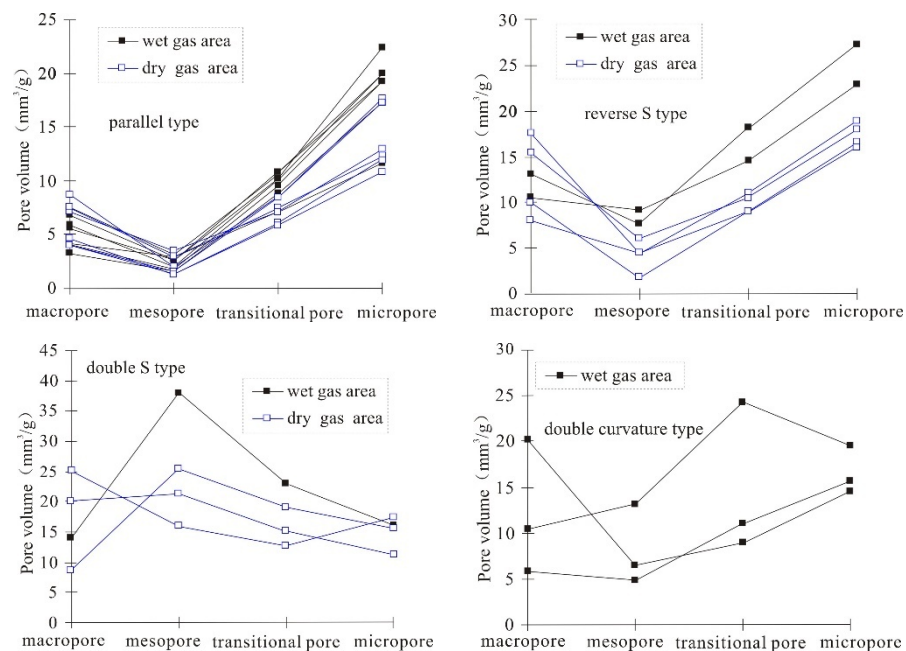 25
20
15
10
5
0
Pore volume（mm³/g）
wet gas area
dry gas area
parallel type
macropore mesopore transitional pore micropore
30
25
20
15
10
5
0
Pore volume（mm³/g）
wet gas area
dry gas area
reverse S type
macropore mesopore transitional pore micropore
45
40
35
30
25
20
15
10
5
0
Pore volume（mm³/g）
double S type
wet gas area
dry gas area
macropore mesopore transitional pore micropore
30
25
20
15
10
5
0
Pore volume（mm³/g）
wet gas area
double curvature type
macropore mesopore transitional pore micropore